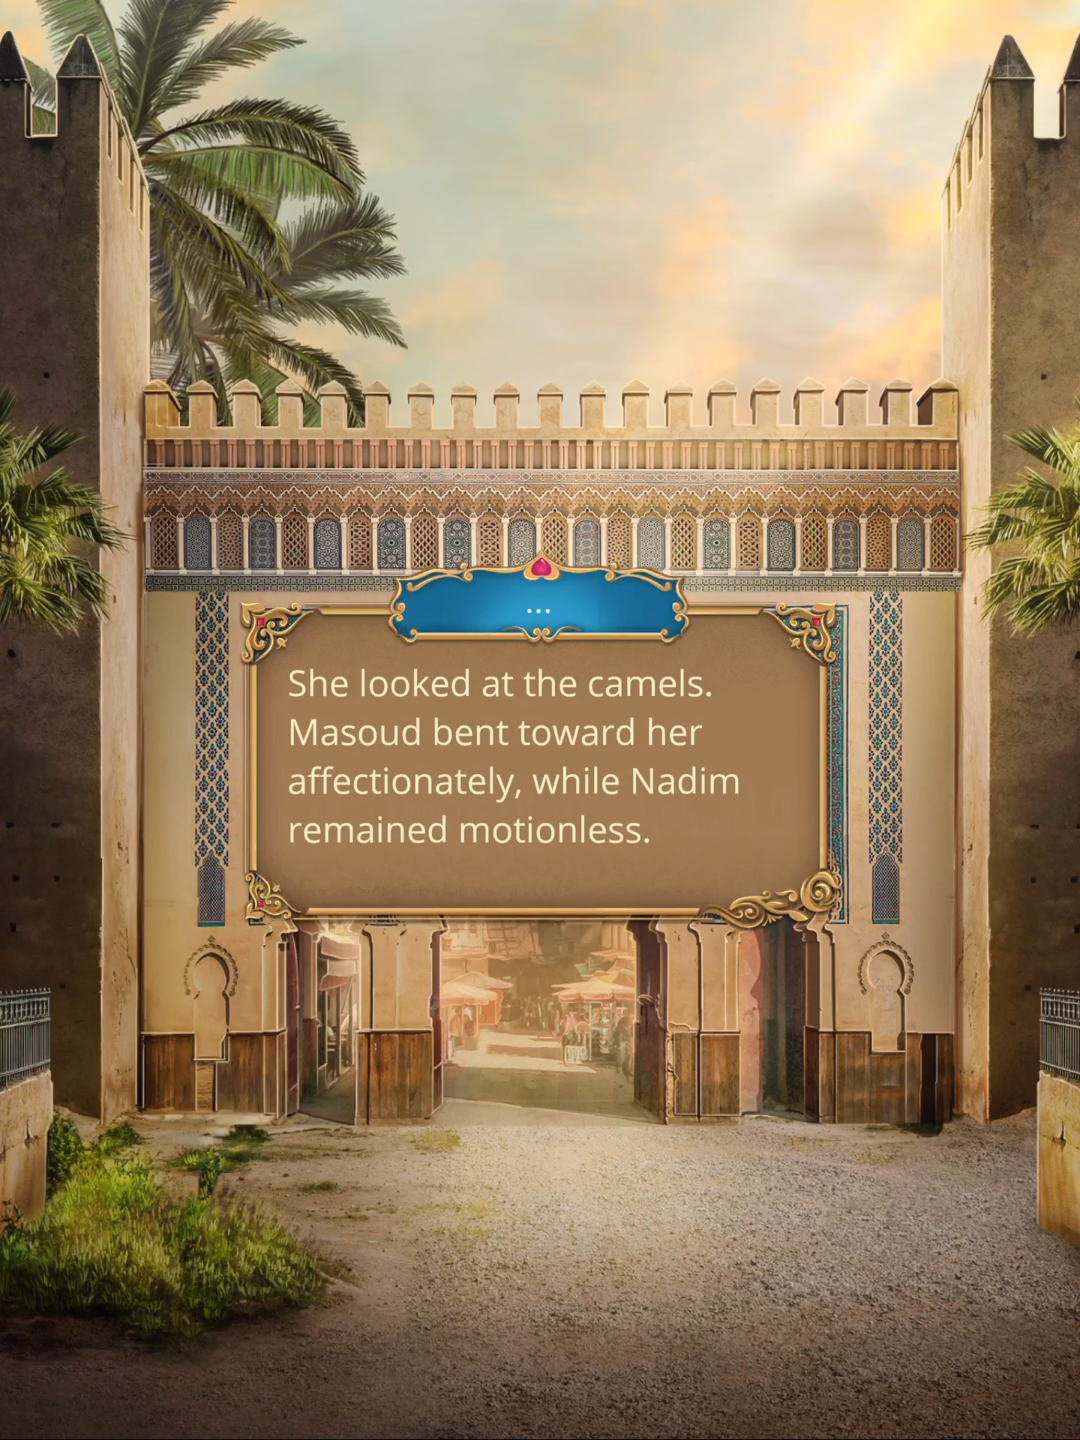 ...
She looked at the camels.
Masoud bent toward her
affectionately, while Nadim
remained motionless.